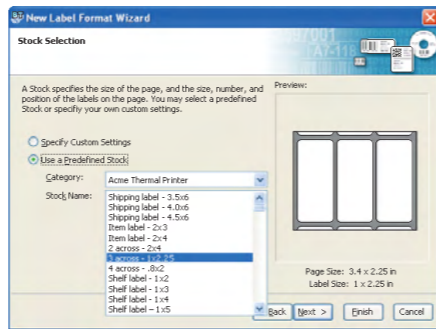 New Label Format Wizard
Stock Selection
A Stock specifies the size of the page, and the size, number, and
position of the labels on the page. You may select a predefined
Stock or specifiy your own custom settings.
Preview:
Specify Custom
Settings
Use a Predefined Stock
Category:
Acme Thermal Printer
Stock Name:
Shipping label - 3.5x6
Shipping label - 4.0x6
Shipping label - 4.5x6
Item label - 2x3
Item label - 2x4
2 across - 2x4
3 across - 1x2.25
4 across - .8x2
Shelf label - 1x2
Shelf label - 1x3
Shelf label - 1x4
Shelf label – 1x5
Page Size: 3.4 x 2.25 in
Label Size: 1 x 2.25 in
Back
Next >
Finish
Cancel